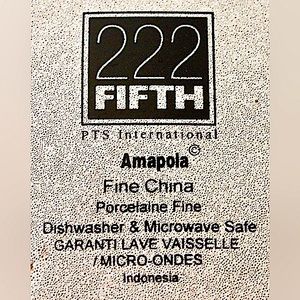 222
FIFTH
PTS International
Amapola©
Fine China
Porcelaine Fine
Dishwasher & Microwave Safe
GARANTI LAVE VAISSELLE
/MICRO-ONDES
Indonesia